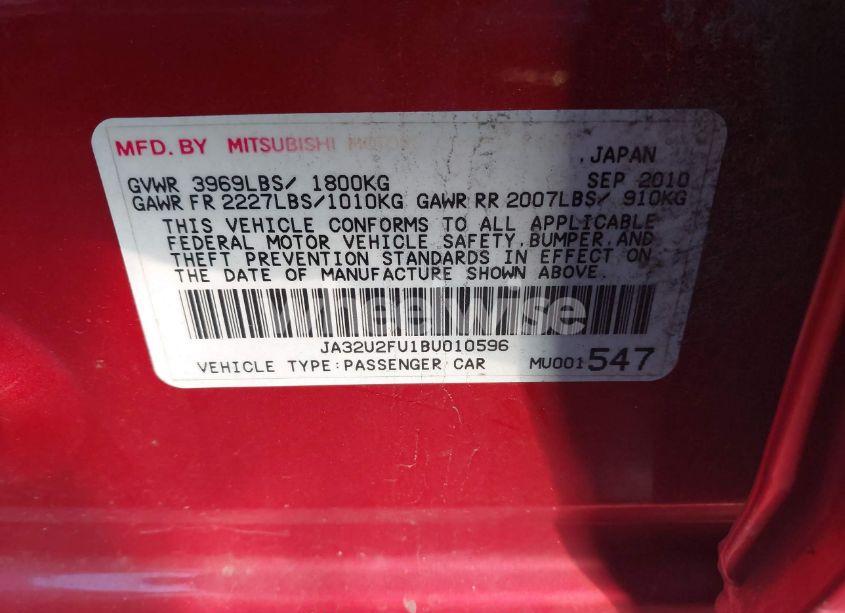 MFD. BY MITSUBISHI MOTORS
, JAPAN
GVWR 3969LBS/ 1800KG SEP 2010
GAWR FR 2227LBS/1010KG GAWR RR 2007LBS/ 910KG
THIS VEHICLE CONFORMS TO ALL APPLICABLE
FEDERAL MOTOR VEHICLE SAFETY,BUMPER,AND
THEFT PREVENTION STANDARDS IN EFFECT ON
THE DATE OF MANUFACTURE SHOWN ABOVE.
wheelwise
JA32U2FU1BU010596
VEHICLE TYPE:PASSENGER CAR MU001547